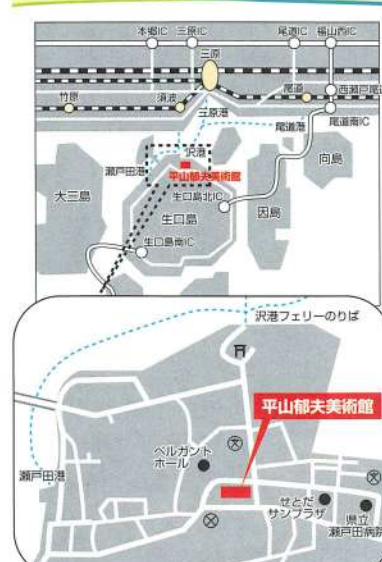 本郷IC
三原IC
尾道IC
福山西IC
三原
竹原
須波
尾道
西瀬戸尾道
三原港
尾道港
尾道南IC
沢港
瀬戸田港
平山郁夫美術館
向島
大三島
生口島北IC
生口島
因島
生口島南IC
沢港フェリーのりば
平山郁夫美術館
ベルガント
ホール
瀬戸田港
せとだ
サンプラザ
県立
瀬戸田病院